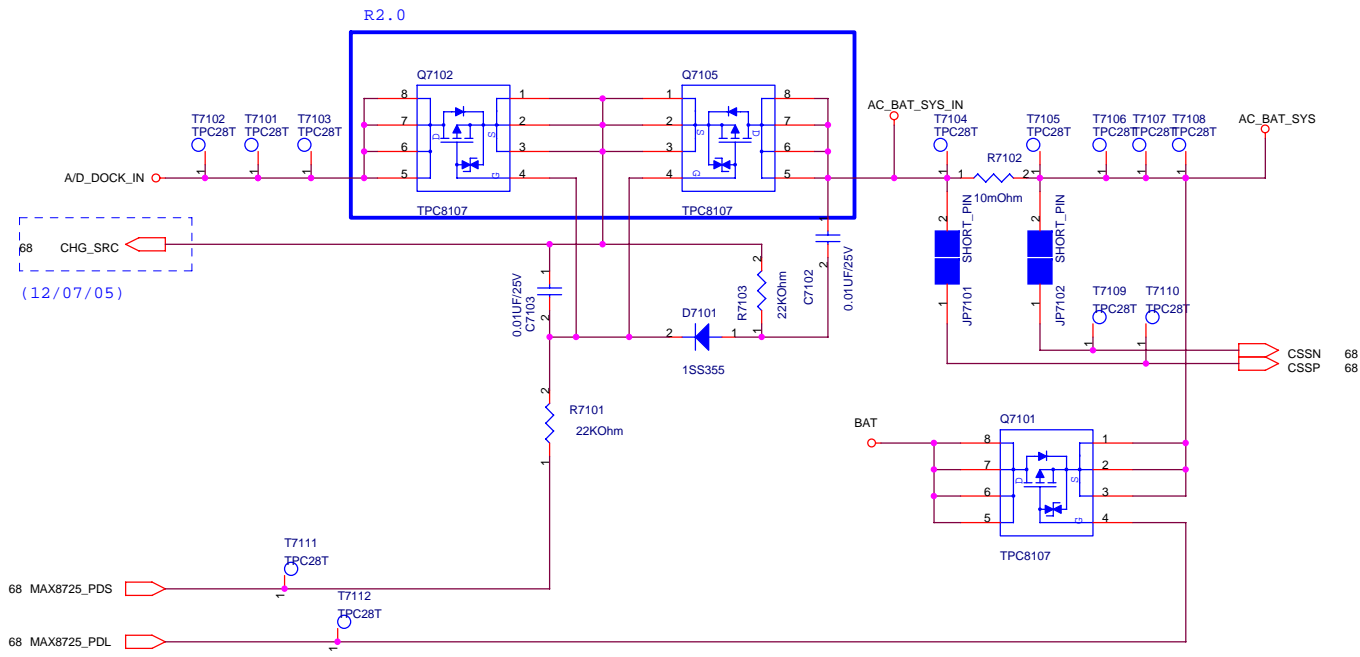 R2.0
Q7102
Q7105
8 1 1 8
7 2 2 7
6 3 3 6
5 4 4 5
D S G
S D G
TPC8107
TPC8107
A/D_DOCK_IN
T7102
TPC28T
1
T7101
TPC28T
1
T7103
TPC28T
1
AC_BAT_SYS_IN
T7104
TPC28T
1
T7105
TPC28T
1
T7106
TPC28T
1
T7107
TPC28T
1
T7108
TPC28T
1
AC_BAT_SYS
R7102
1 2
10mOhm
68 CHG_SRC
(12/07/05)
1
2
0.01UF/25V
C7103
2
1
R7103
22KOhm
1
2
C7102
0.01UF/25V
D7101
2 1
1SS355
2
1
SHORT_PIN
JP7101
2
1
SHORT_PIN
JP7102
T7109
TPC28T
1
T7110
TPC28T
1
CSSN 68
CSSP 68
2
R7101
22KOhm
1
BAT
Q7101
8 1
7 2
6 3
5 4
D S G
TPC8107
T7111
TPC28T
1
68 MAX8725_PDS
T7112
TPC28T
1
68 MAX8725_PDL